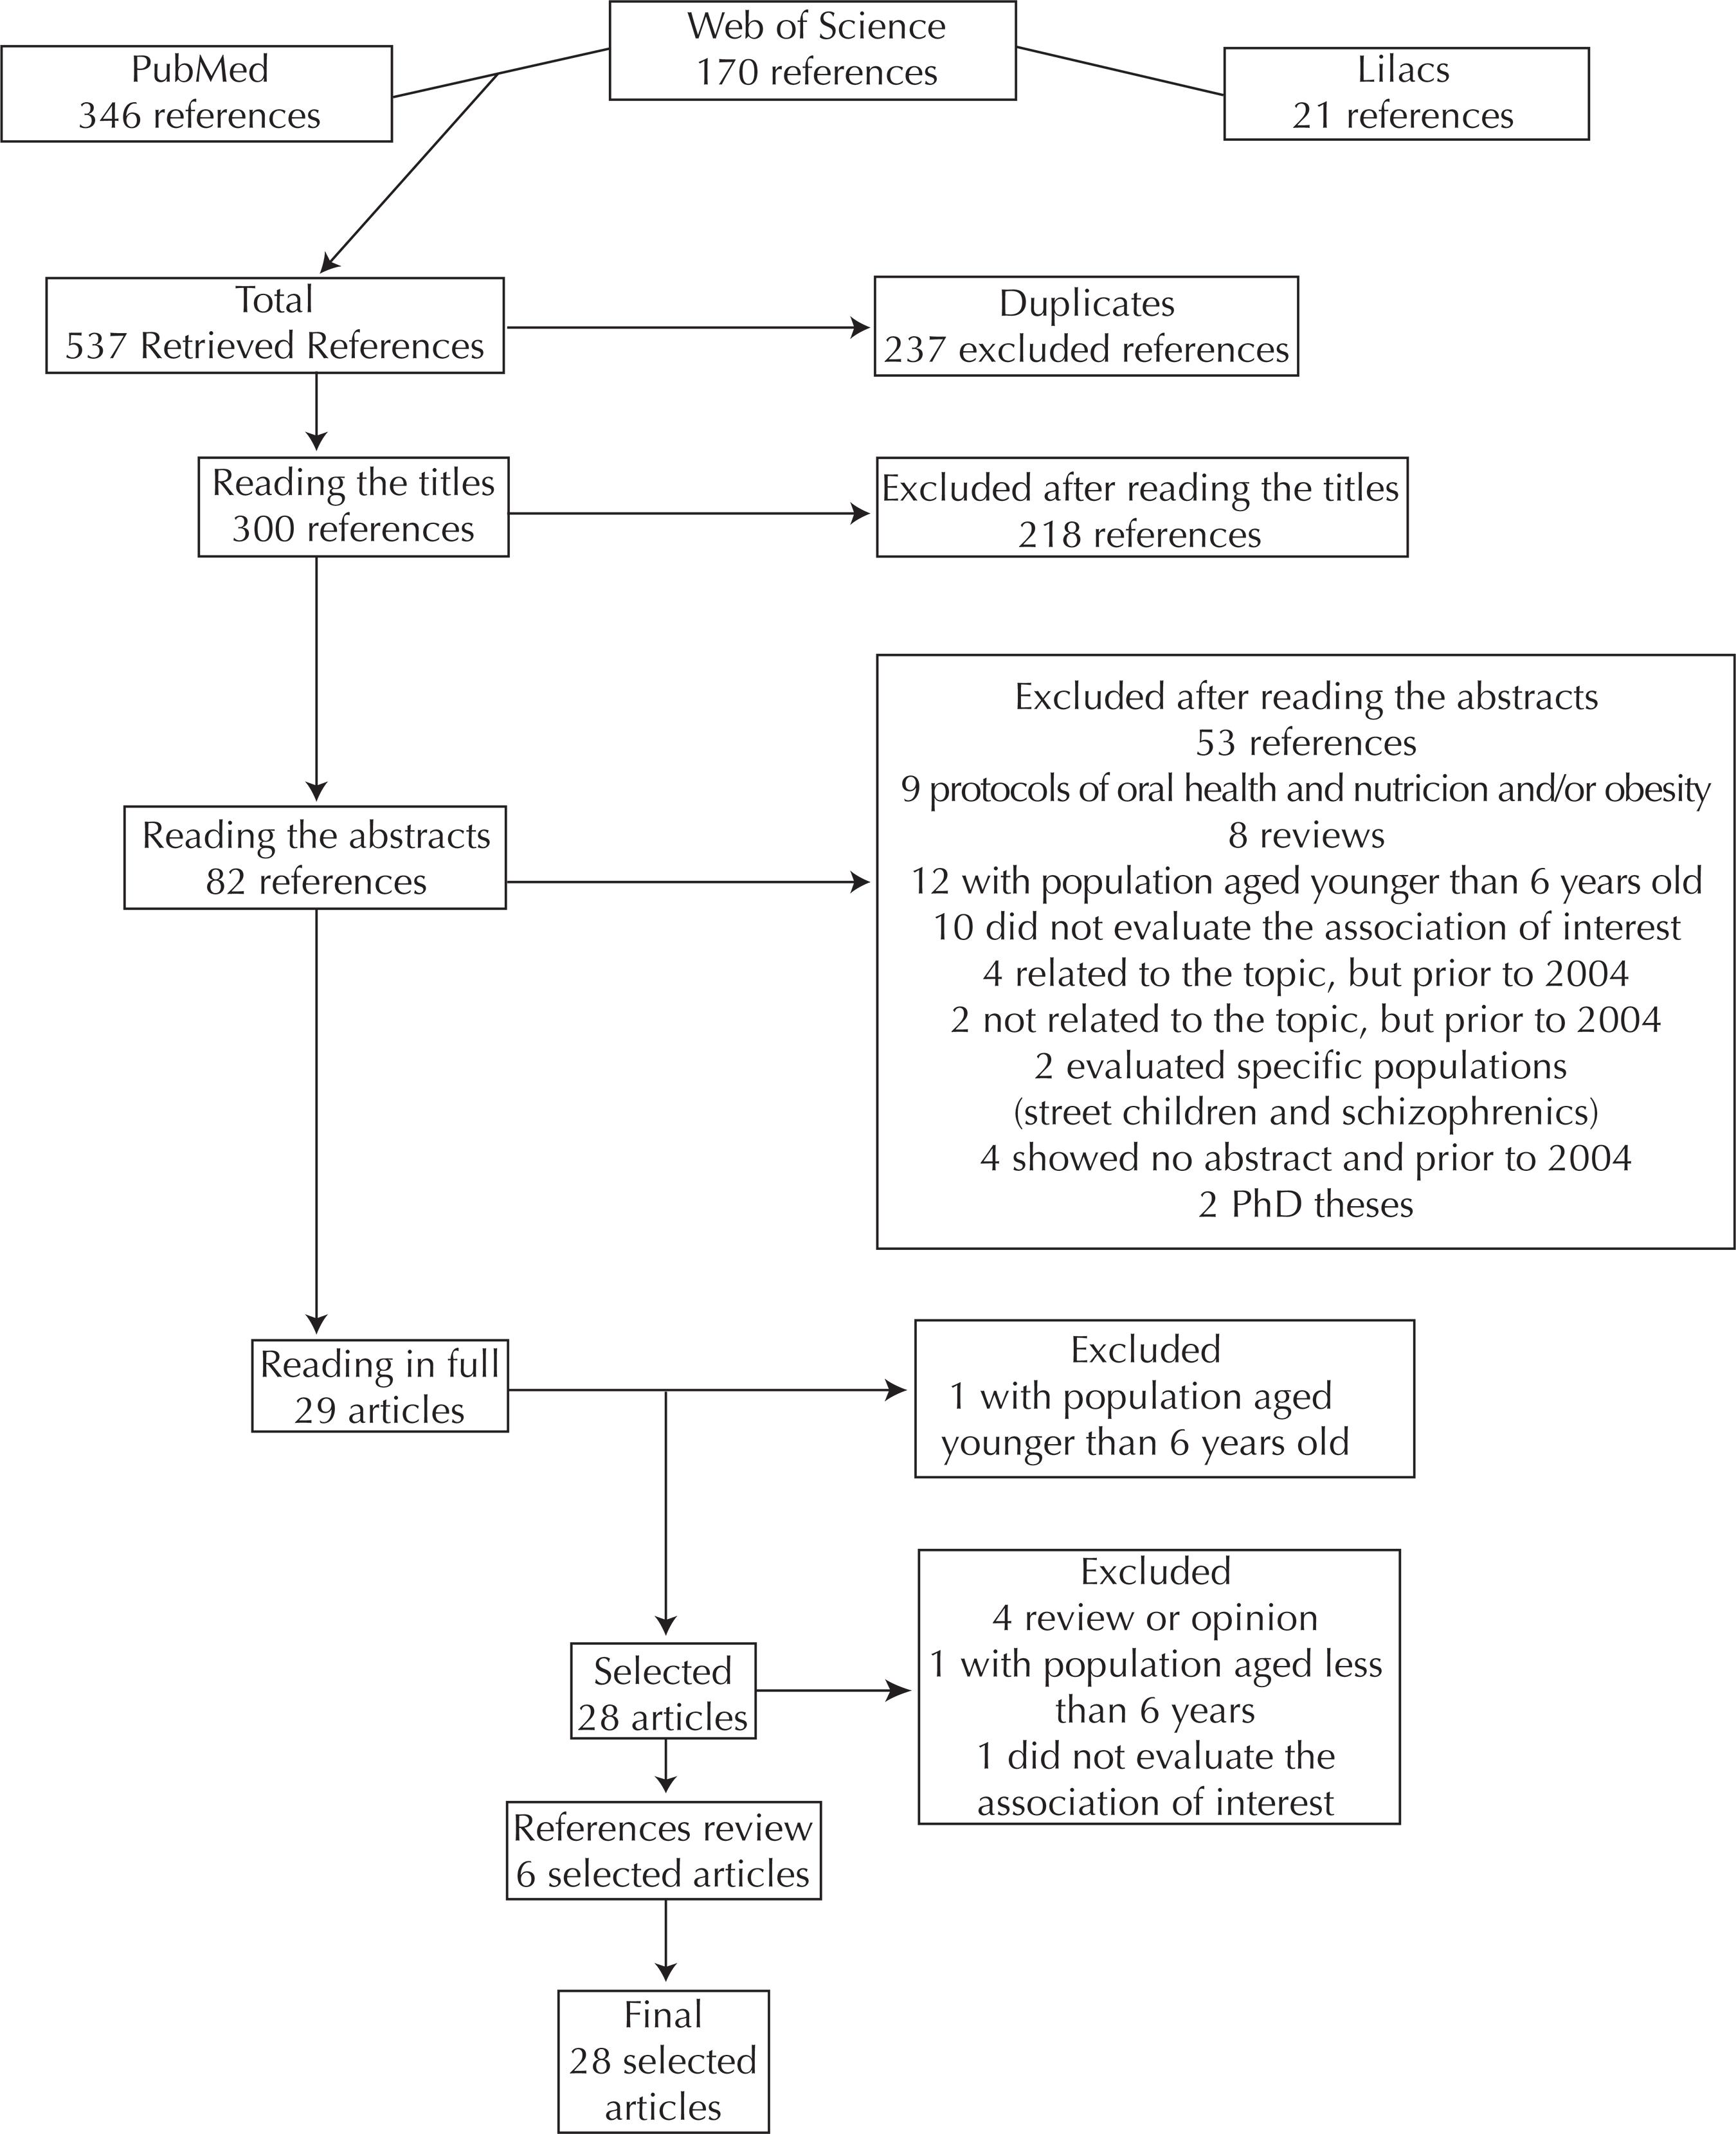 PubMed
346 references
Web of Science
170 references
Lilacs
21 references
Total
537 Retrieved References
Duplicates
237 excluded references
Reading the titles
300 references
Excluded after reading the titles
218 references
Reading the abstracts
82 references
Excluded after reading the abstracts
53 references
9 protocols of oral health and nutricion and/or obesity
8 reviews
12 with population aged younger than 6 years old
10 did not evaluate the association of interest
4 related to the topic, but prior to 2004
2 not related to the topic, but prior to 2004
2 evaluated specific populations
(street children and schizophrenics)
4 showed no abstract and prior to 2004
2 PhD theses
Reading in full
29 articles
Excluded
1 with population aged
younger than 6 years old
Selected
28 articles
Excluded
4 review or opinion
1 with population aged less
than 6 years
1 did not evaluate the
association of interest
References review
6 selected articles
Final
28 selected
articles